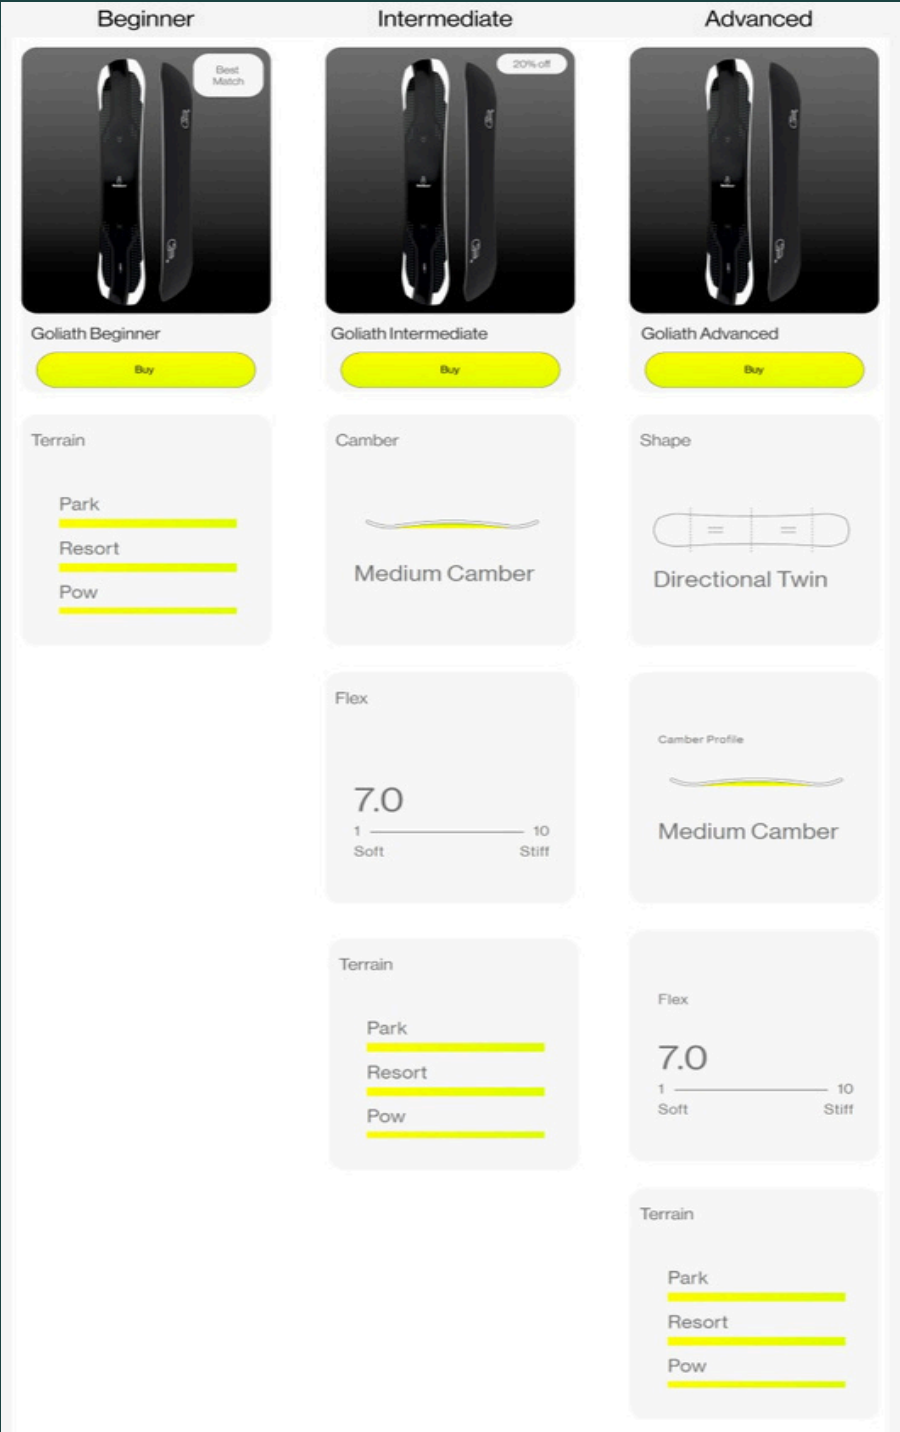 Beginner
Intermediate
Advanced
Best
Match
20% off
Goliath Beginner
Buy
Goliath Intermediate
Buy
Goliath Advanced
Buy
Terrain
Park
Resort
Pow
Camber
Medium Camber
Shape
Directional Twin
Flex
7.0
1 10
Soft Stiff
Camber Profile
Medium Camber
Terrain
Park
Resort
Pow
Flex
7.0
1 10
Soft Stiff
Terrain
Park
Resort
Pow